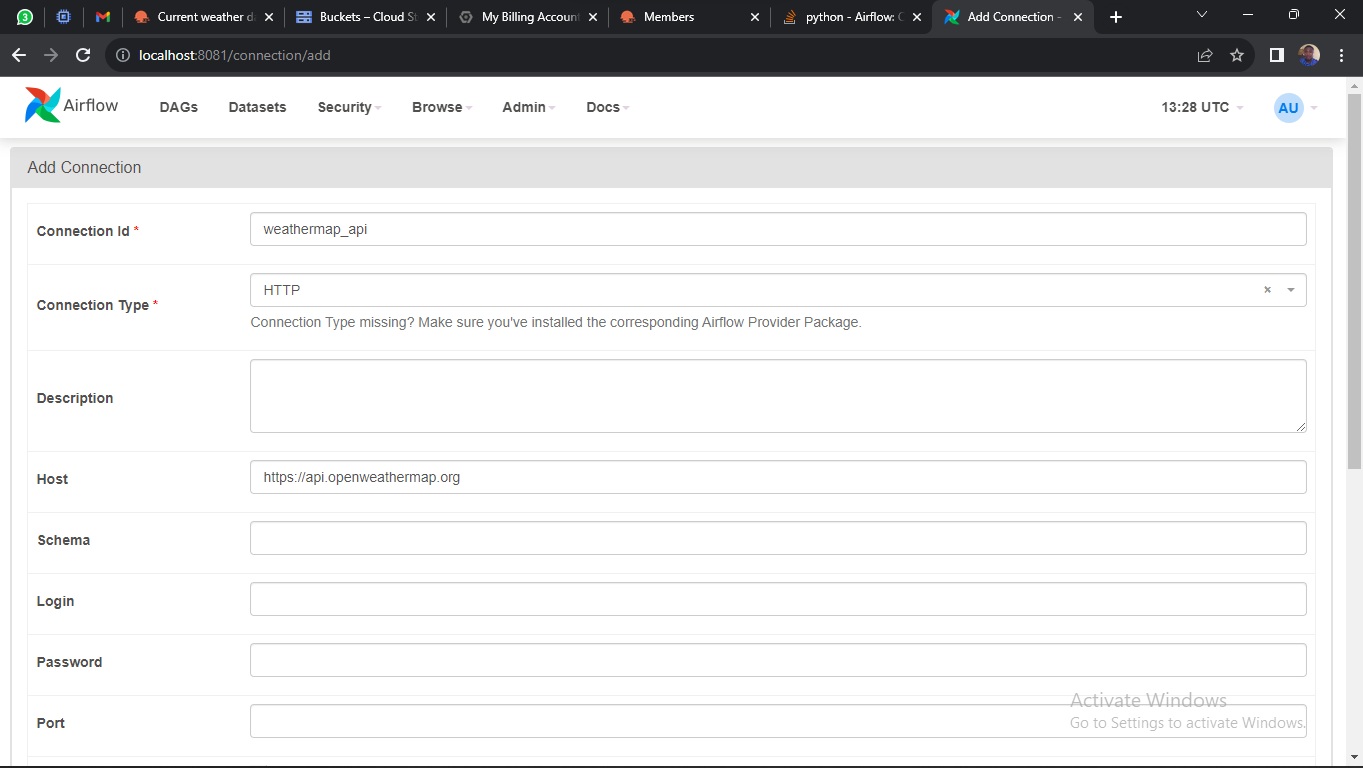 3
Current weather d
Buckets – Cloud St
My Billing Account
Members
python - Airflow: C
Add Connection -
localhost:8081/connection/add
Airflow
DAGs
Datasets
Security
Browse
Admin
Docs
13:28 UTC
AU
Add Connection
Connection Id *
weathermap_api
Connection Type *
HTTP
×
Connection Type missing? Make sure you've installed the corresponding Airflow Provider Package.
Description
Host
https://api.openweathermap.org
Schema
Login
Password
Port
Activate Windows
Go to Settings to activate Windows.